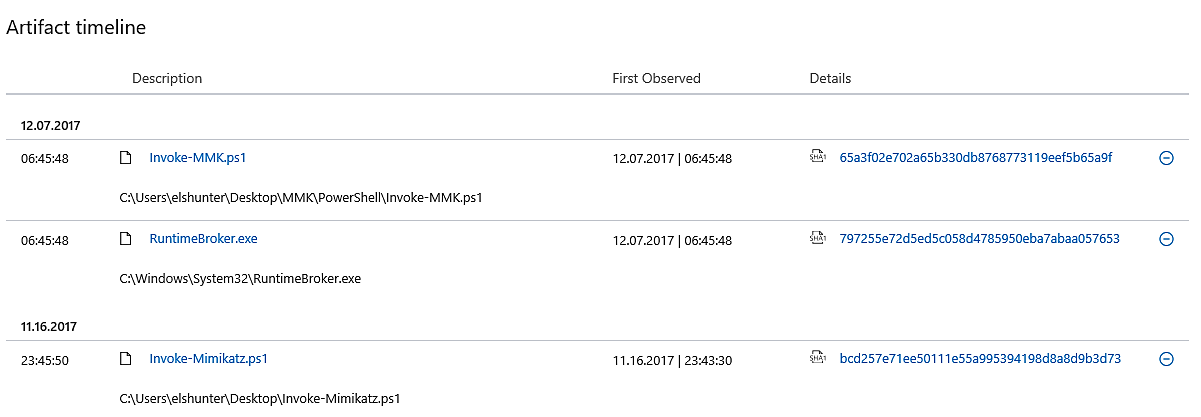 Artifact timeline
Description First Observed Details
12.07.2017
06:45:48 Invoke-MMK.ps1 12.07.2017 | 06:45:48 SHA1 65a3f02e702a65b330db8768773119eef5b65a9f
C:\Users\elshunter\Desktop\MMK\PowerShell\Invoke-MMK.ps1
06:45:48 RuntimeBroker.exe 12.07.2017 | 06:45:48 SHA1 797255e72d5ed5c058d4785950eba7abaa057653
C:\Windows\System32\RuntimeBroker.exe
11.16.2017
23:45:50 Invoke-Mimikatz.ps1 11.16.2017 | 23:43:30 SHA1 bcd257e71ee50111e55a995394198d8a8d9b3d73
C:\Users\elshunter\Desktop\Invoke-Mimikatz.ps1